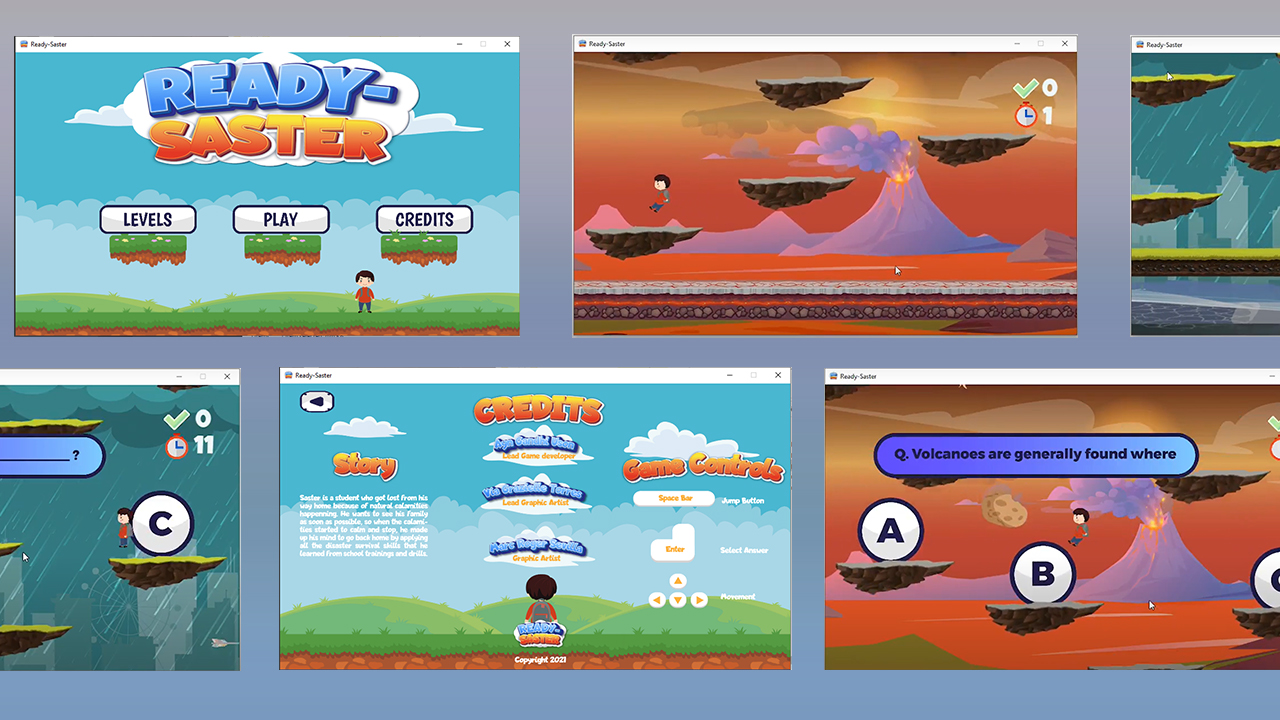 Ready-Saster
READY-
SASTER
LEVELS
PLAY
CREDITS
Ready-Saster
0
1
Ready-Saster
?
0
11
C
Ready-Saster
CREDITS
Lead Game developer
Lead Graphic Artist
Graphic Artist
READY-
SASTER
Copyright 2021
Story
Saster is a student who got lost from his
way home because of natural calamities
happenning. He wants to see his family
as soon as possible, so when the calami-
ties started to calm and stop, he made
up his mind to go back home by applying
all the disaster survival skills that he
learned from school trainings and drills.
Game Controls
Space Bar
Jump Button
Enter
Select Answer
Movement
Ready-Saster
Q. Volcanoes are generally found where
A
B